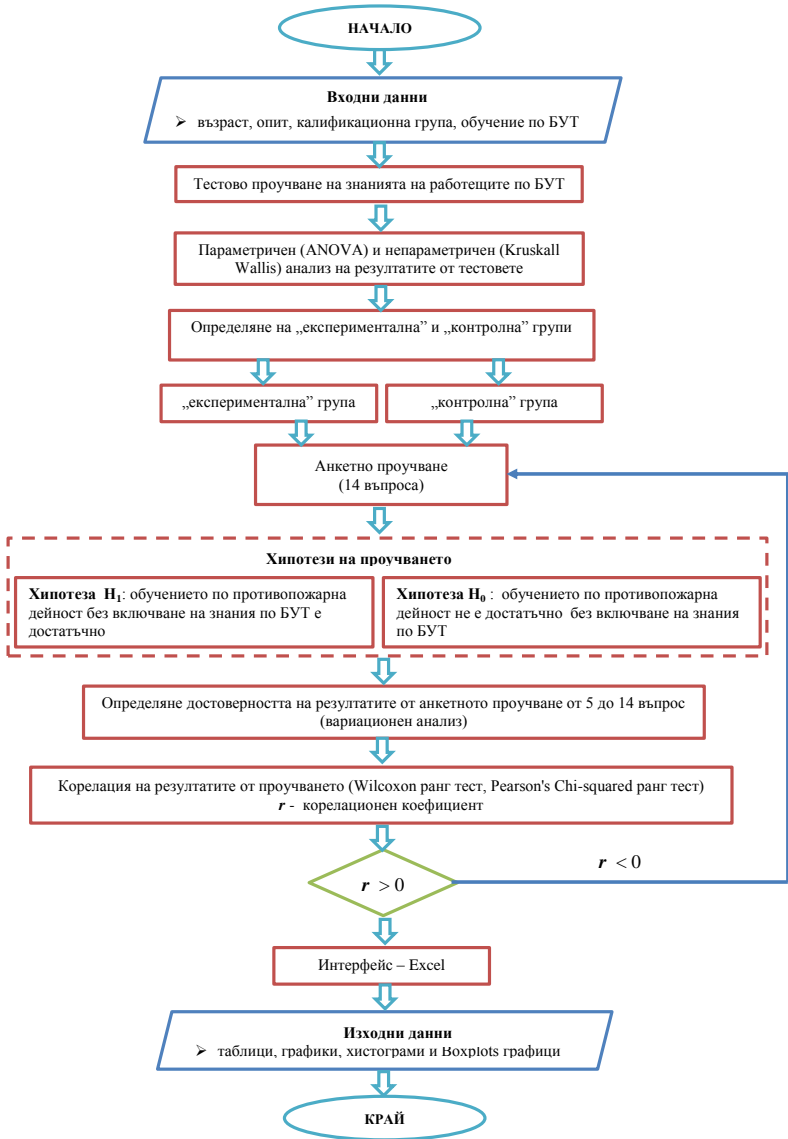 НАЧАЛО
Входни данни
➢ възраст, опит, калификационна група, обучение по БУТ
Тестово проучване на знанията на работещите по БУТ
Параметричен (ANOVA) и непараметричен (Kruskall
Wallis) анализ на резултатите от тестовете
Определяне на „експериментална” и „контролна” групи
„експериментална” група
„контролна” група
Анкетно проучване
(14 въпроса)
Хипотези на проучването
Хипотеза H₁: обучението по противопожарна
дейност без включване на знания по БУТ е
достатъчно
Хипотеза H₀ : обучението по противопожарна
дейност не е достатъчно без включване на знания
по БУТ
Определяне достоверността на резултатите от анкетното проучване от 5 до 14 въпрос
(вариационен анализ)
Корелация на резултатите от проучването (Wilcoxon ранг тест, Pearson's Chi-squared ранг тест)
r - корелационен коефициент
r > 0
r < 0
Интерфейс – Excel
Изходни данни
➢ таблици, графики, хистограми и Boxplots графици
КРАЙ